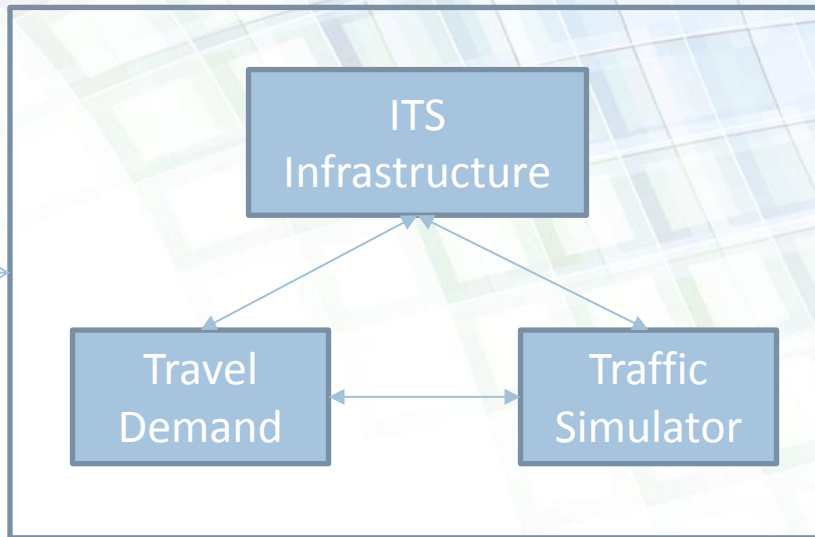 ITS
Infrastructure
Travel
Demand
Traffic
Simulator